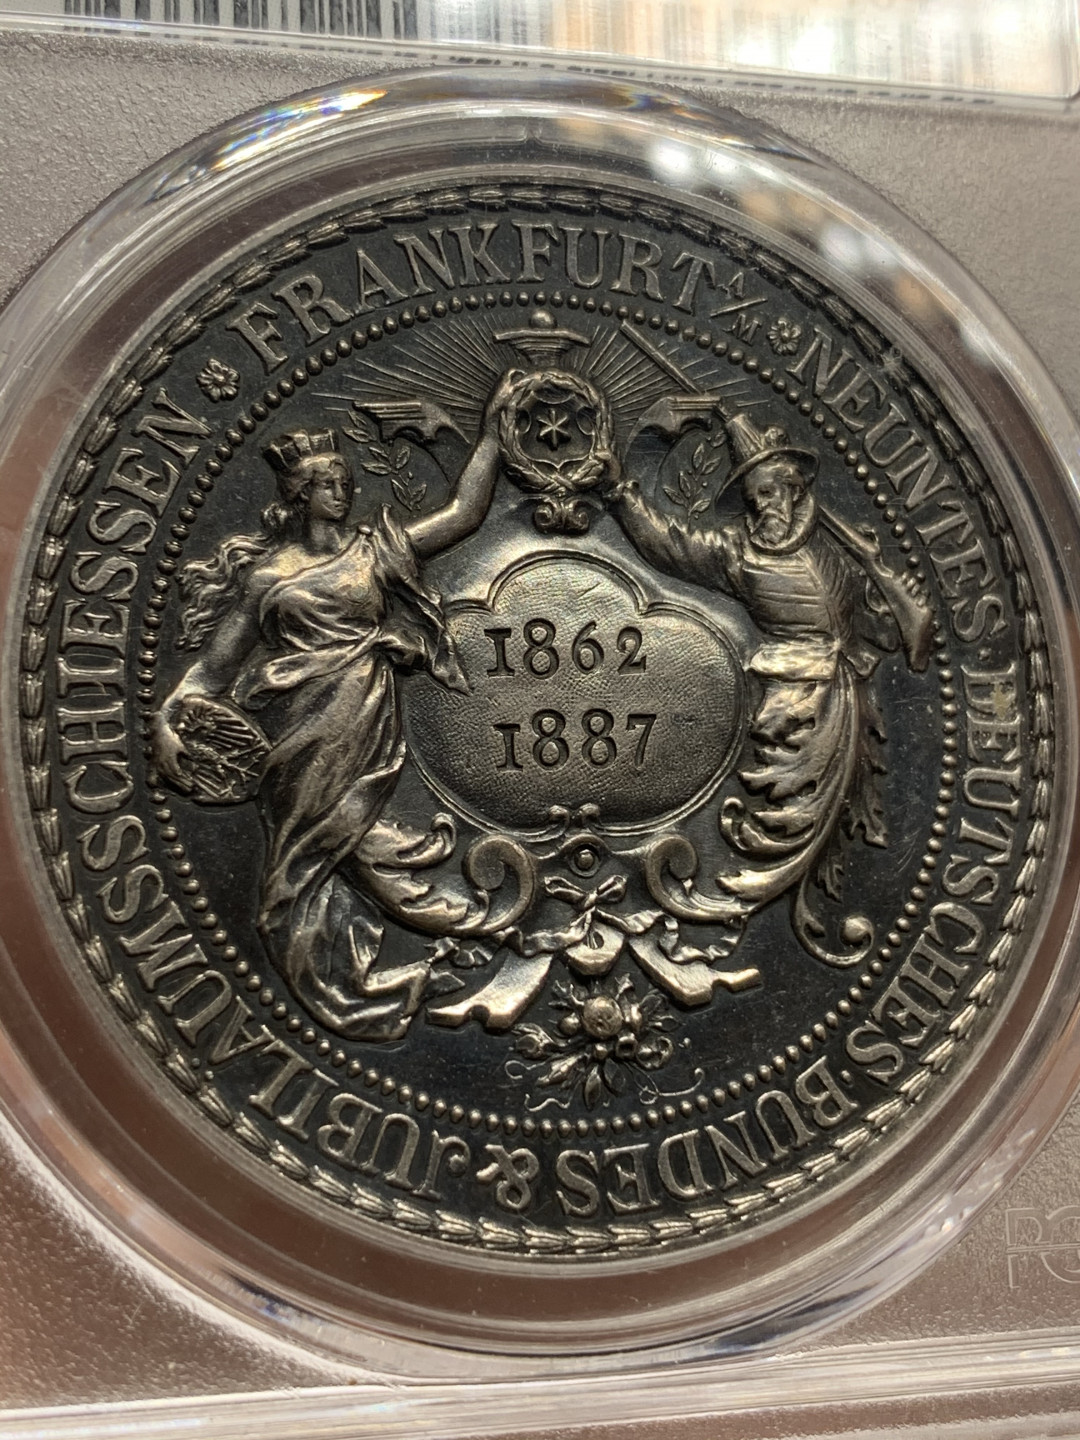 FRANKFURT A/M
NEUNTES · DEUTSCHES · BUNDES & JUBILÄUMSSCHIESSEN
1862
1887